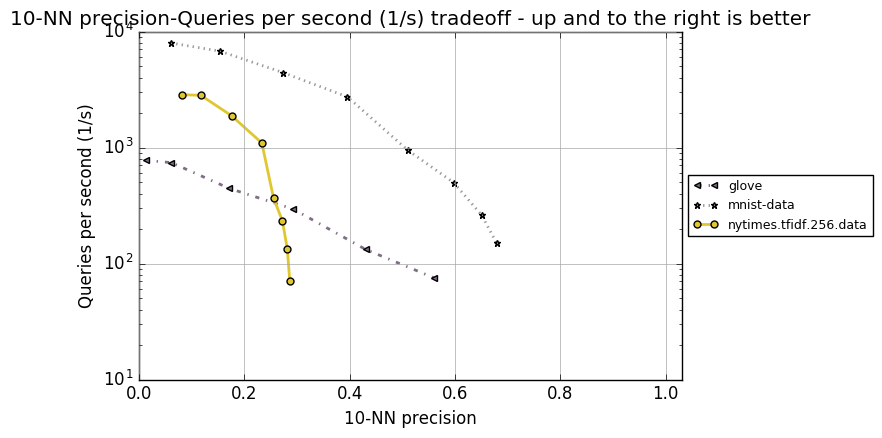 10-NN precision-Queries per second (1/s) tradeoff - up and to the right is better
10^4
10^3
10^2
10^1
Queries per second (1/s)
0.0 0.2 0.4 0.6 0.8 1.0
10-NN precision
glove
mnist-data
nytimes.tfidf.256.data